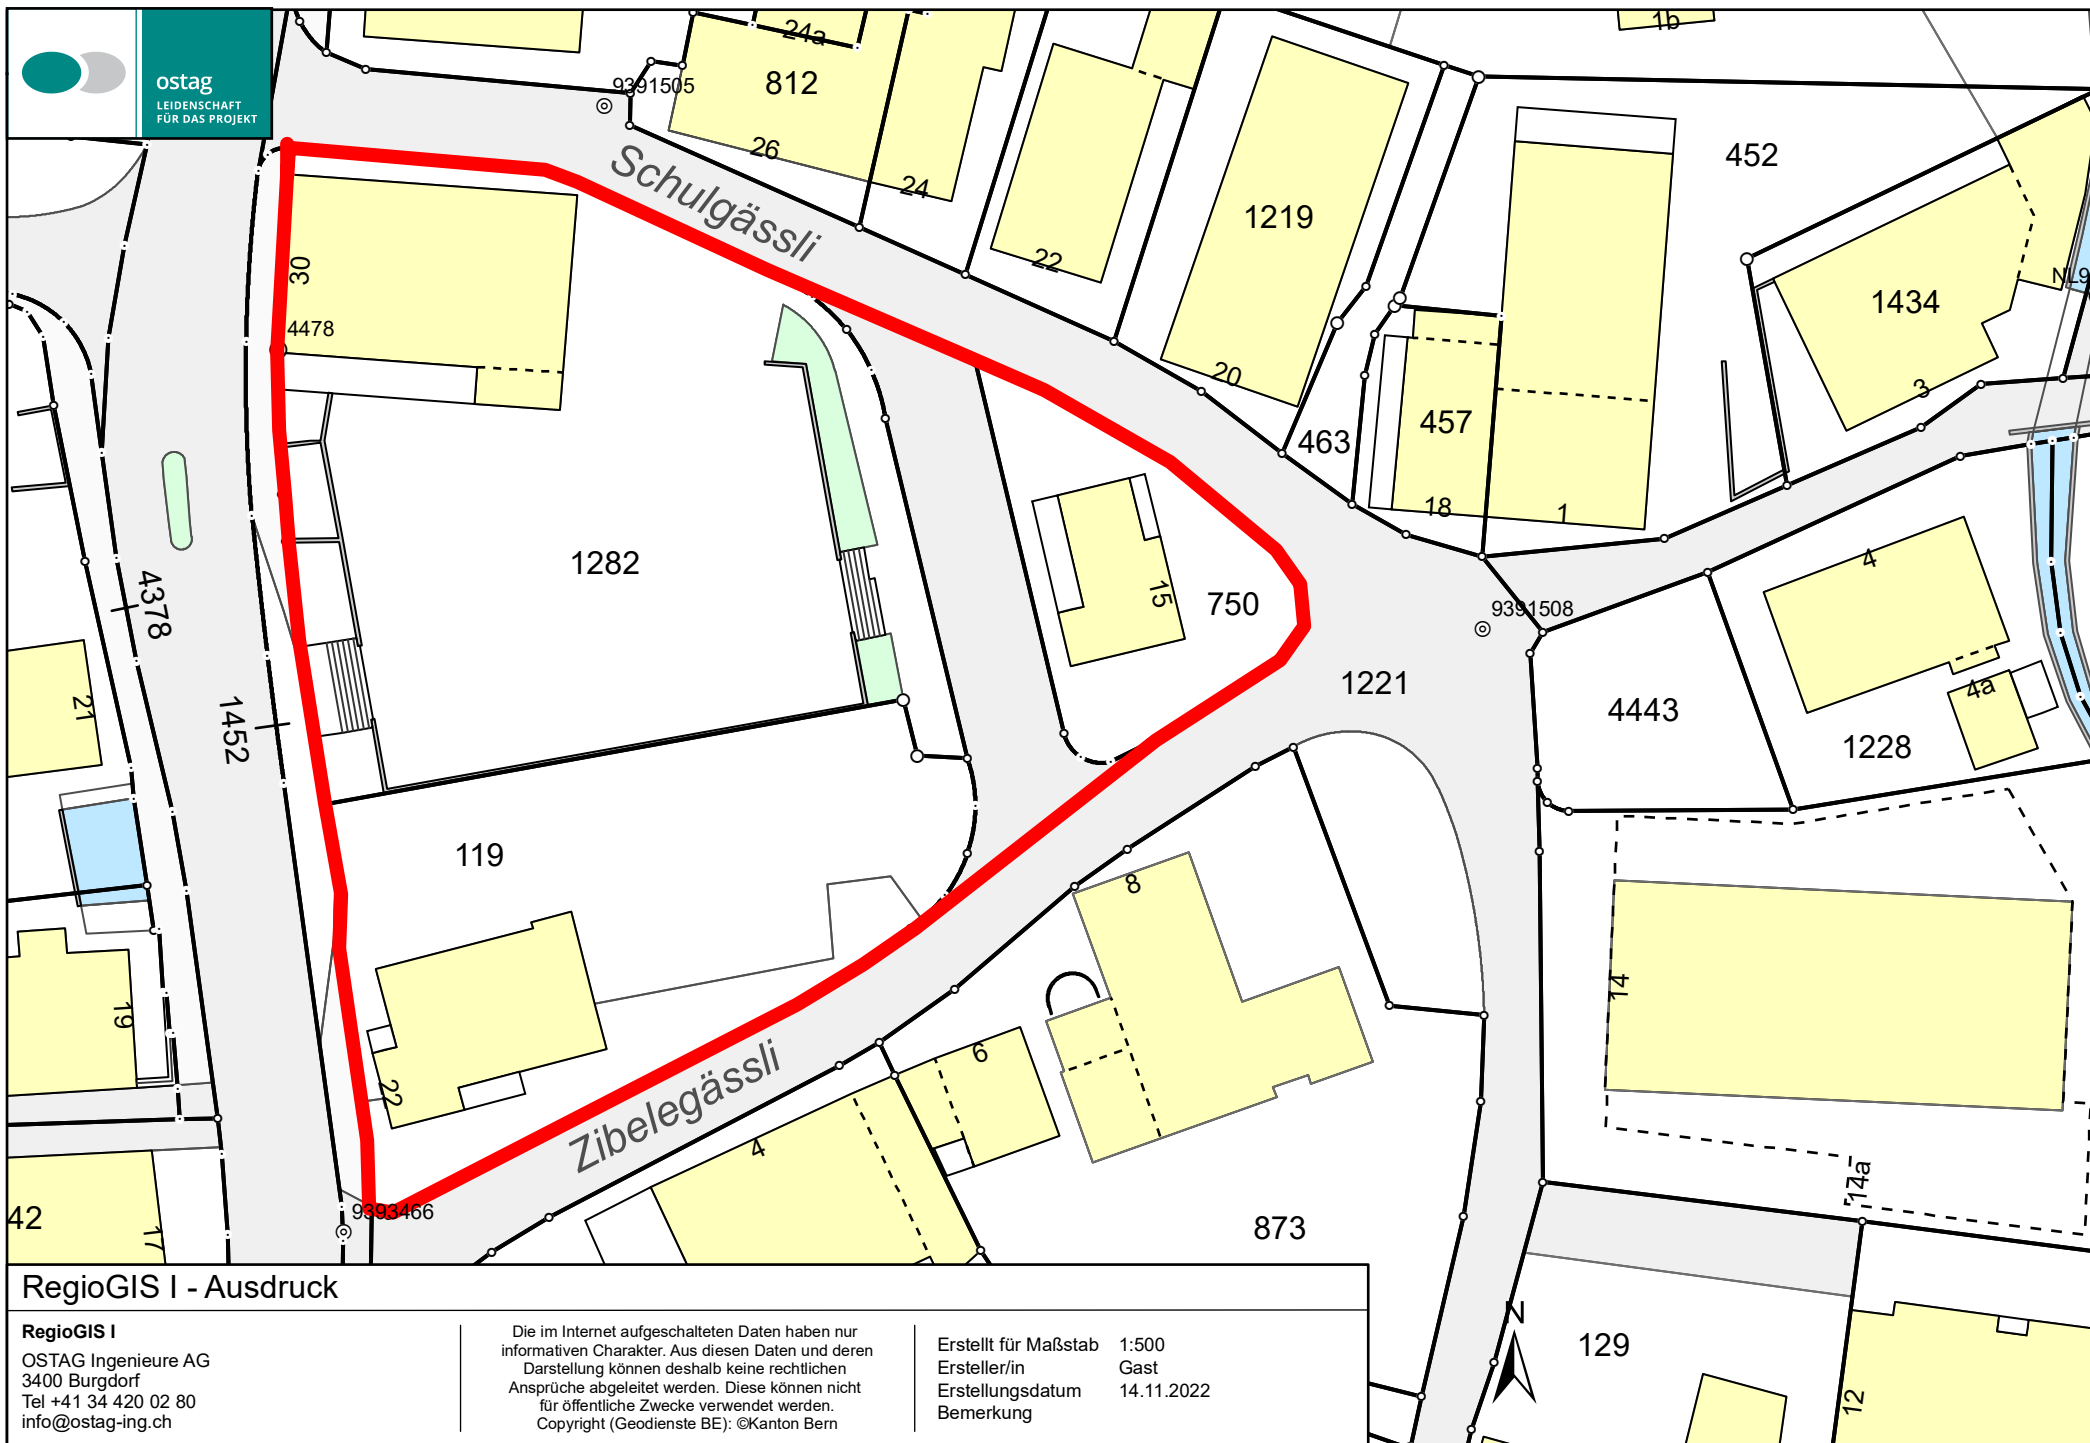 ostag
LEIDENSCHAFT
FÜR DAS PROJEKT
24a
1b
9391505
812
26
24
Schulgässli
22
1219
452
1434
NL9
30
4478
20
463
457
18
1
3
1282
15
750
9391508
4
4a
4378
1452
21
1221
4443
1228
119
8
14
19
22
6
Zibelegässli
4
14a
42
17
9393466
873
129
12
N
RegioGIS I - Ausdruck
RegioGIS I
OSTAG Ingenieure AG
3400 Burgdorf
Tel +41 34 420 02 80
info@ostag-ing.ch
Die im Internet aufgeschalteten Daten haben nur
informativen Charakter. Aus diesen Daten und deren
Darstellung können deshalb keine rechtlichen
Ansprüche abgeleitet werden. Diese können nicht
für öffentliche Zwecke verwendet werden.
Copyright (Geodienste BE): ©Kanton Bern
Erstellt für Maßstab 1:500
Ersteller/in Gast
Erstellungsdatum 14.11.2022
Bemerkung